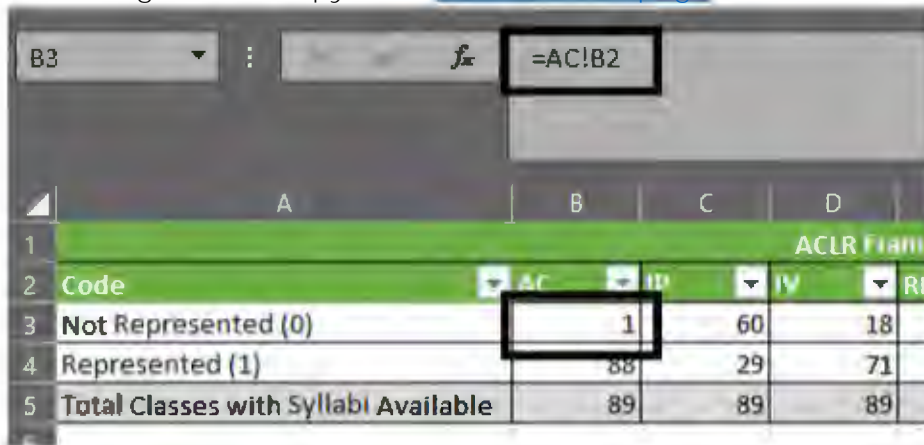 B3 fx =AC!B2
A B C D
1 ACLR
2 Code AC IP IV
3 Not Represented (0) 1 60 18
4 Represented (1) 88 29 71
5 Total Classes with Syllabi Available 89 89 89